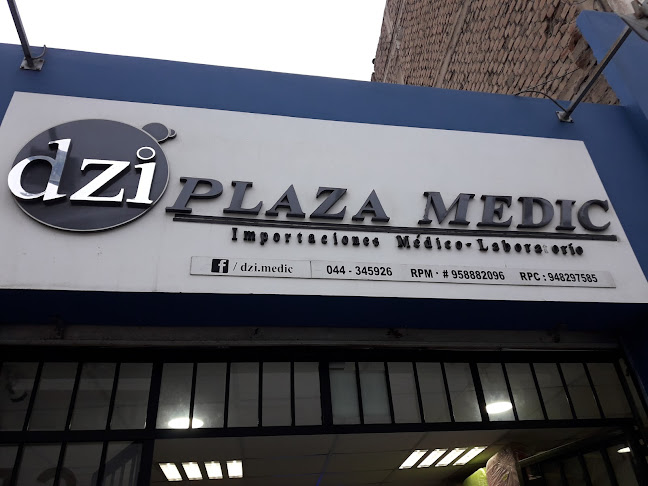 dzi PLAZA MEDIC
Importaciones Médico-Laboratorio
f / dzi.medic 044 - 345926 RPM - # 958882096 RPC : 948297585